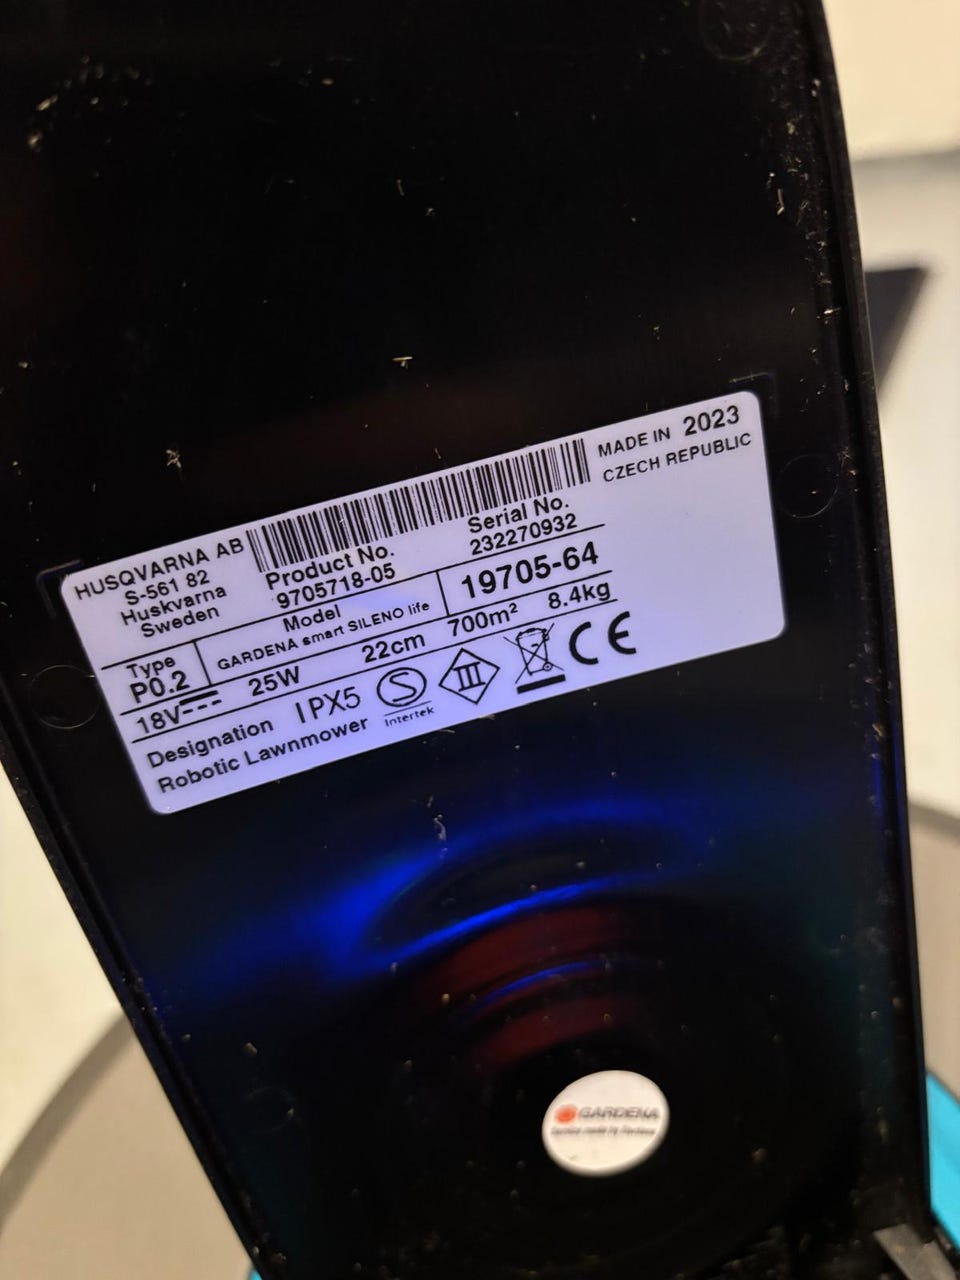 MADE IN 2023
CZECH REPUBLIC
HUSQVARNA AB
S-561 82
Huskvarna
Sweden
Product No.
9705718-05
Serial No.
232270932
Type
P0.2
Model
GARDENA smart SILENO life
19705-64
18V 25W 22cm 700m² 8.4kg
Designation
Robotic Lawnmower
IPX5
S
Intertek
III
CE
GARDENA